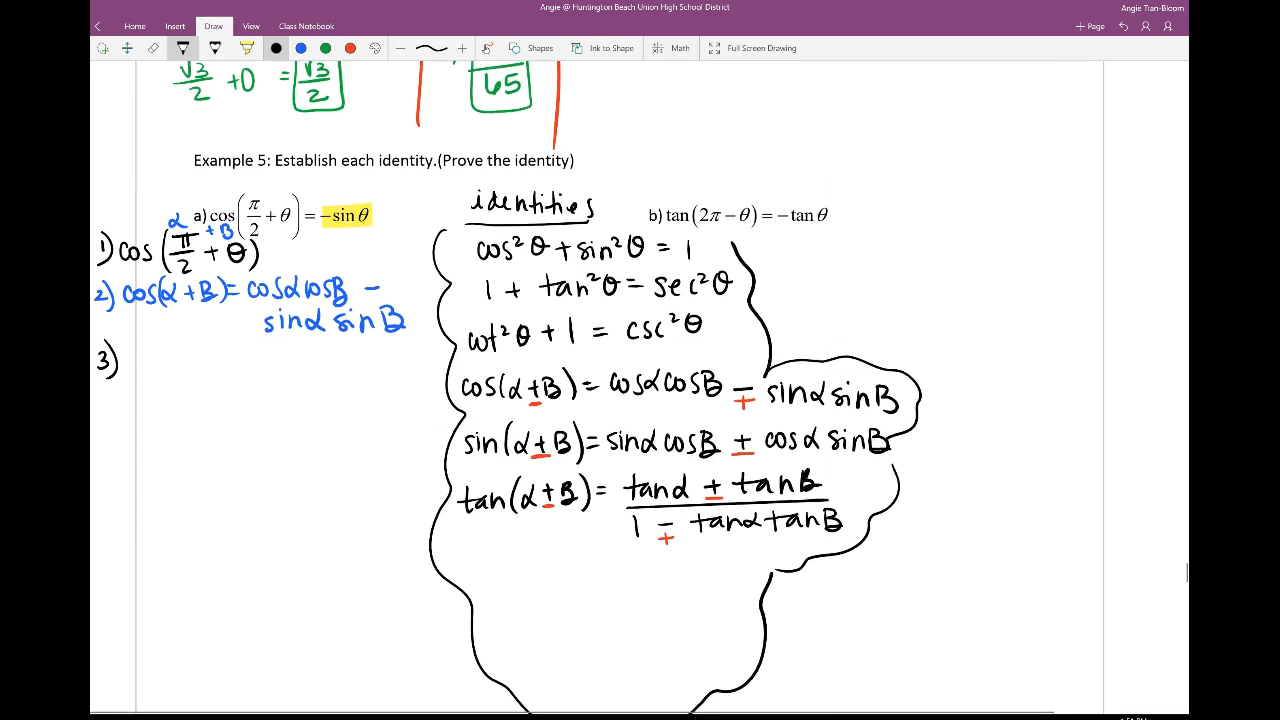 Angie @ Huntington Beach Union High School District
Angie Tran-Bloom
Home Insert Draw View Class Notebook
+ Page
Shapes Ink to Shape Math Full Screen Drawing
√3/2 + 0 = √3/2
65
Example 5: Establish each identity.(Prove the identity)
a) cos(π/2 + θ) = −sin θ
identities
b) tan(2π − θ) = −tan θ
α + B
1) cos(π/2 + θ)
2) cos(α + B) = cosα cosB −
sinα sinB
3)
cos²θ + sin²θ = 1
1 + tan²θ = sec²θ
cot²θ + 1 = csc²θ
cos(α ± B) = cosα cosB ∓ sinα sinB
sin(α ± B) = sinα cosB ± cosα sinB
tan(α ± B) = tanα ± tanB
1 ∓ tanα tanB